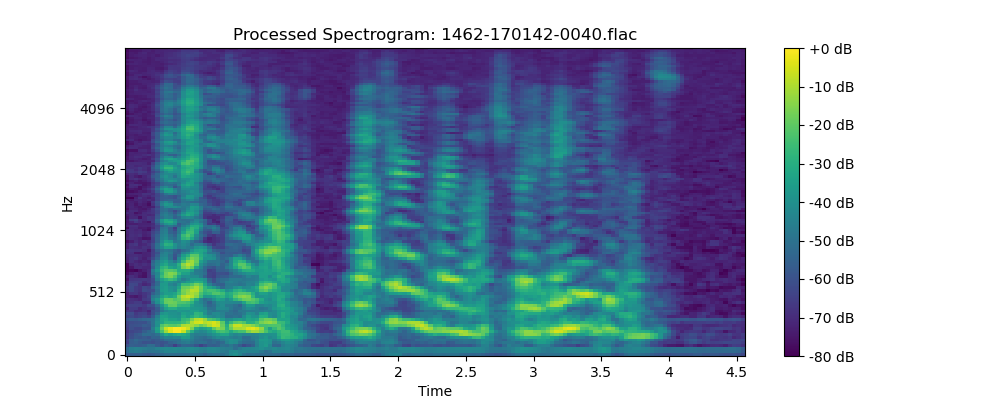 Processed Spectrogram: 1462-170142-0040.flac
Hz
4096
2048
1024
512
0
0 0.5 1 1.5 2 2.5 3 3.5 4 4.5
Time
+0 dB
-10 dB
-20 dB
-30 dB
-40 dB
-50 dB
-60 dB
-70 dB
-80 dB